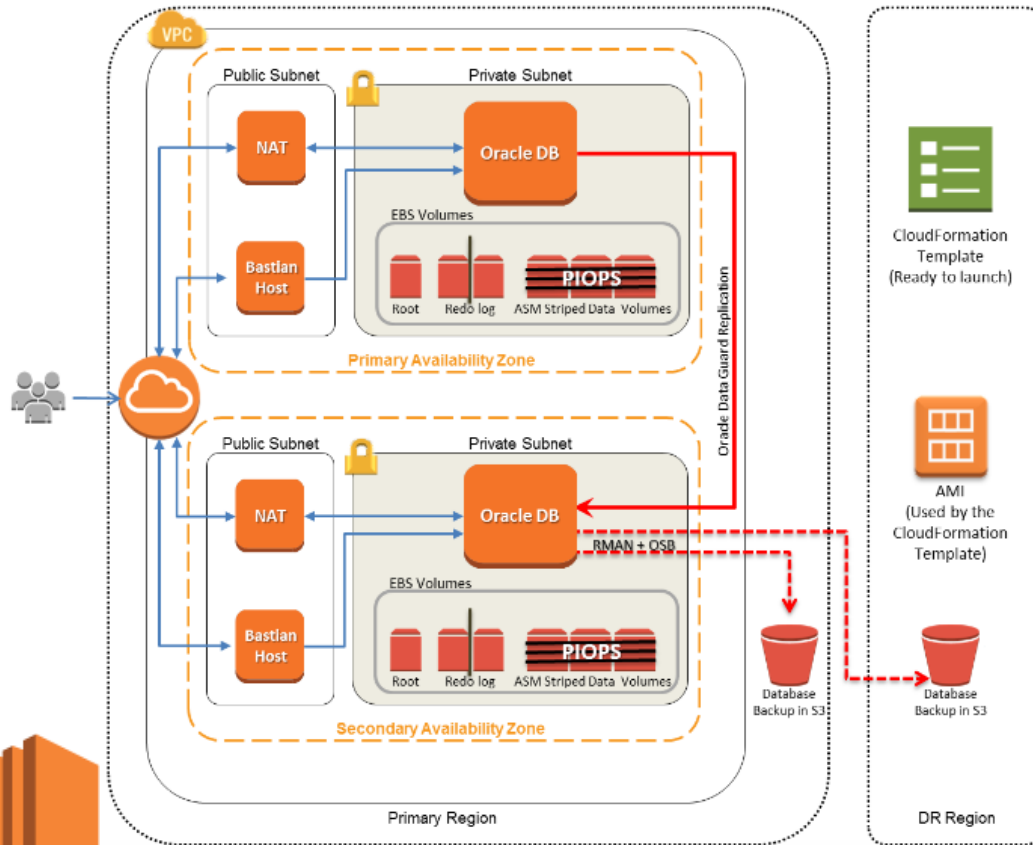 VPC
Public Subnet
Private Subnet
NAT
Oracle DB
EBS Volumes
Bastian
Host
PIOPS
Root
Redo log
ASM Striped Data Volumes
Primary Availability Zone
Oracle Data Guard Replication
Public Subnet
Private Subnet
NAT
Oracle DB
RMAN + OSB
EBS Volumes
Bastian
Host
PIOPS
Root
Redo log
ASM Striped Data Volumes
Secondary Availability Zone
Database
Backup in S3
Primary Region
CloudFormation
Template
(Ready to launch)
AMI
(Used by the
CloudFormation
Template)
Database
Backup in S3
DR Region